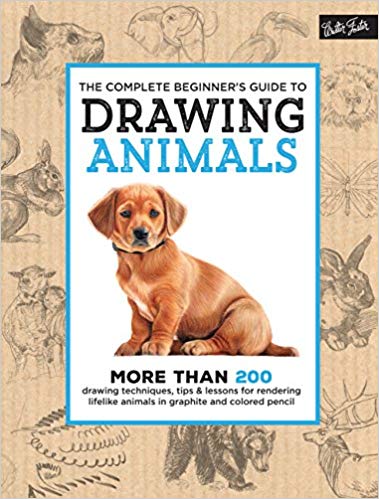 Walter Foster
THE COMPLETE BEGINNER'S GUIDE TO
DRAWING
ANIMALS
MORE THAN 200
drawing techniques, tips & lessons for rendering
lifelike animals in graphite and colored pencil